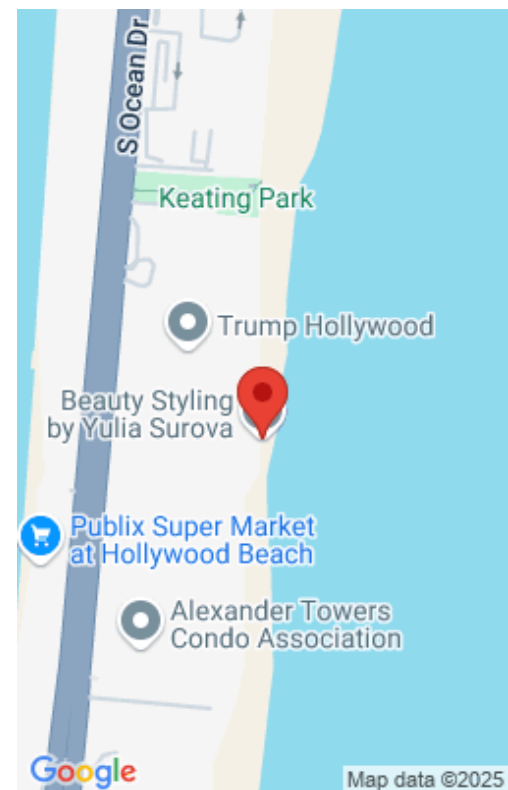 S Ocean Dr
Keating Park
Trump Hollywood
Beauty Styling
by Yulia Surova
Publix Super Market
at Hollywood Beach
Alexander Towers
Condo Association
Google
Map data ©2025